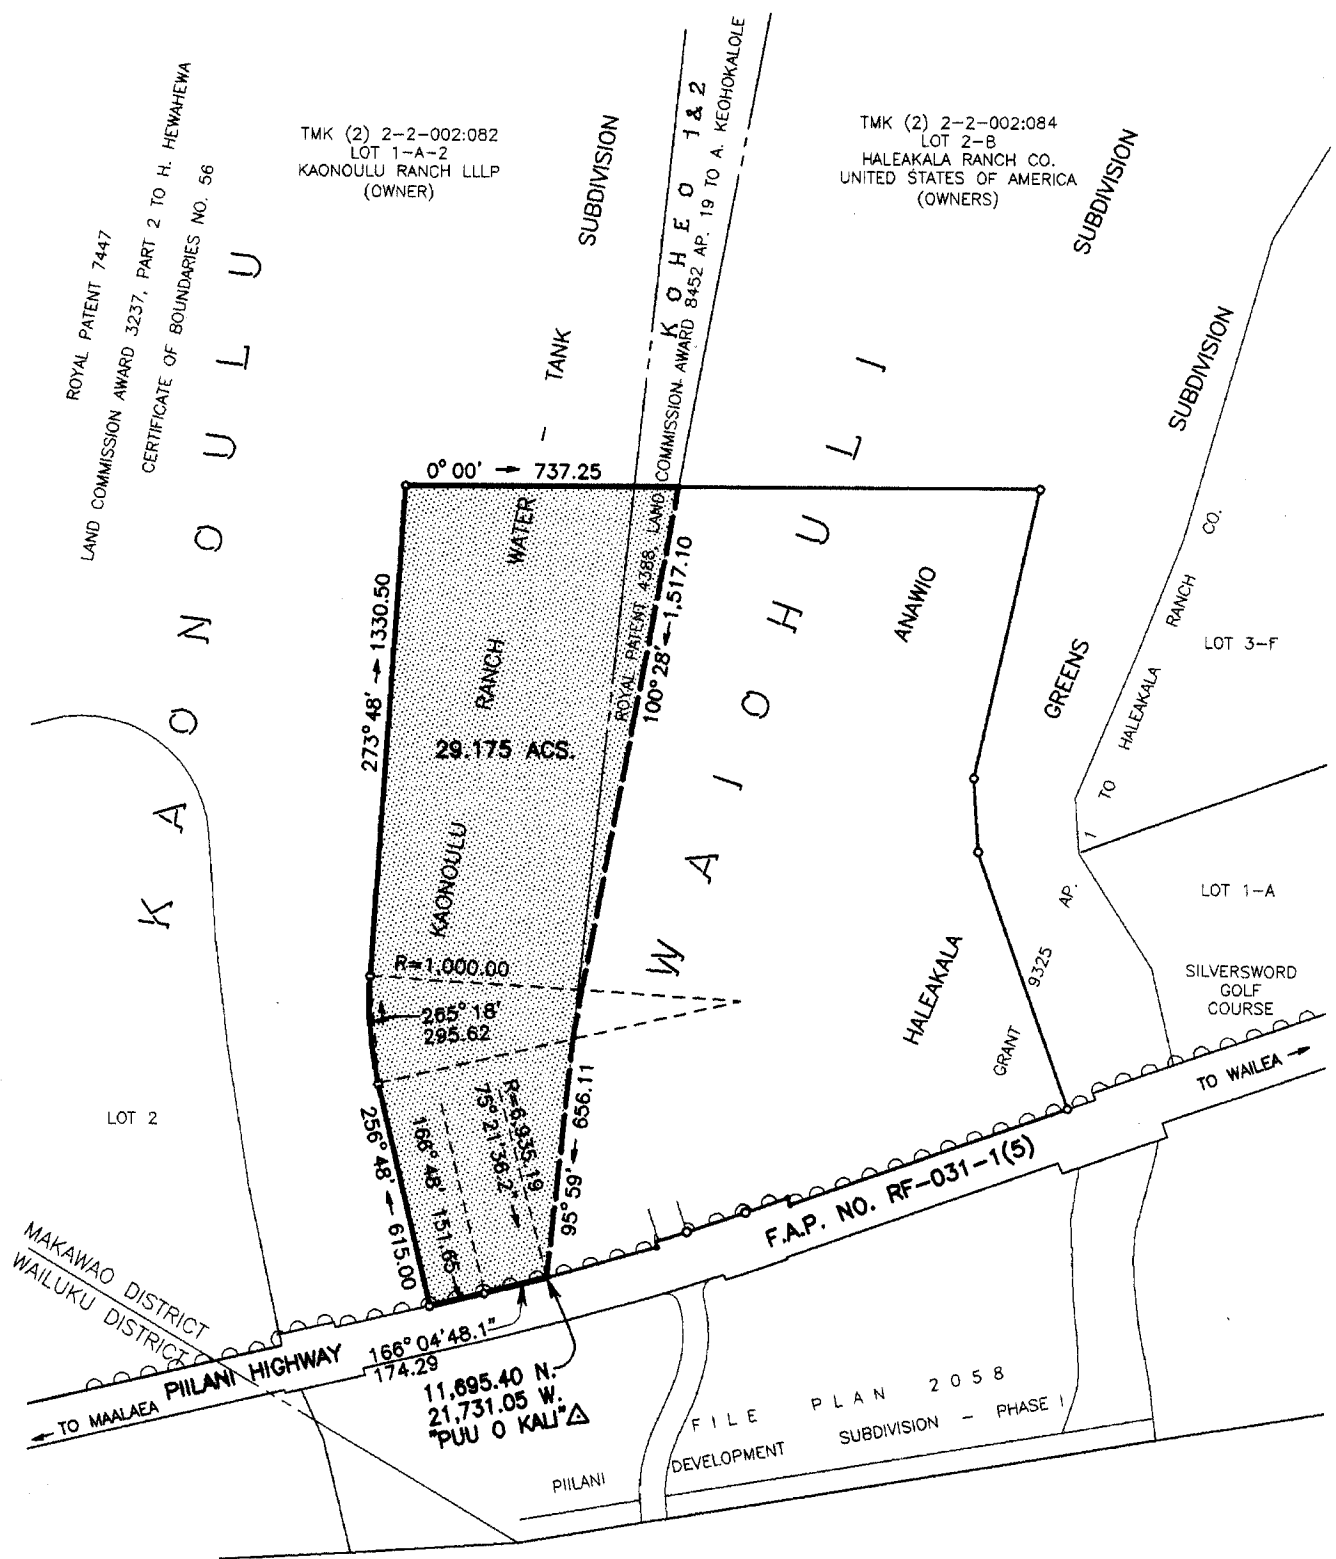 TMK (2) 2-2-002:082
LOT 1-A-2
KAONOULU RANCH LLLP
(OWNER)
TMK (2) 2-2-002:084
LOT 2-B
HALEAKALA RANCH CO.
UNITED STATES OF AMERICA
(OWNERS)
ROYAL PATENT 7447
LAND COMMISSION AWARD 3237, PART 2 TO H. HEWAHEWA
CERTIFICATE OF BOUNDARIES NO. 56
KAONOULU
KAONOULU RANCH WATER - TANK SUBDIVISION
KOHEO 1 & 2
ROYAL PATENT 4388 LAND COMMISSION AWARD 8452 AP. 19 TO A. KEOHOKALOLE
WAIOHULI
HALEAKALA ANAWIO SUBDIVISION
GREENS SUBDIVISION
GRANT 9325 AP. 1 TO HALEAKALA RANCH CO.
LOT 3-F
LOT 1-A
SILVERSWORD
GOLF
COURSE
0° 00' → 737.25
273° 48' → 1330.50
100° 28' ← 1,517.10
29.175 ACS.
R=1,000.00
265° 18'
295.62
256° 48' ← 615.00
166° 48' 151.65
R=6,935.19
75° 21'36.2"
95° 59' ← 656.11
LOT 2
MAKAWAO DISTRICT
WAILUKU DISTRICT
← TO MAALAEA
PIILANI HIGHWAY
166° 04'48.1"
174.29
11,695.40 N.
21,731.05 W.
"PUU O KALI"△
F.A.P. NO. RF-031-1(5)
TO WAILEA →
FILE PLAN 2058
PIILANI DEVELOPMENT SUBDIVISION - PHASE I